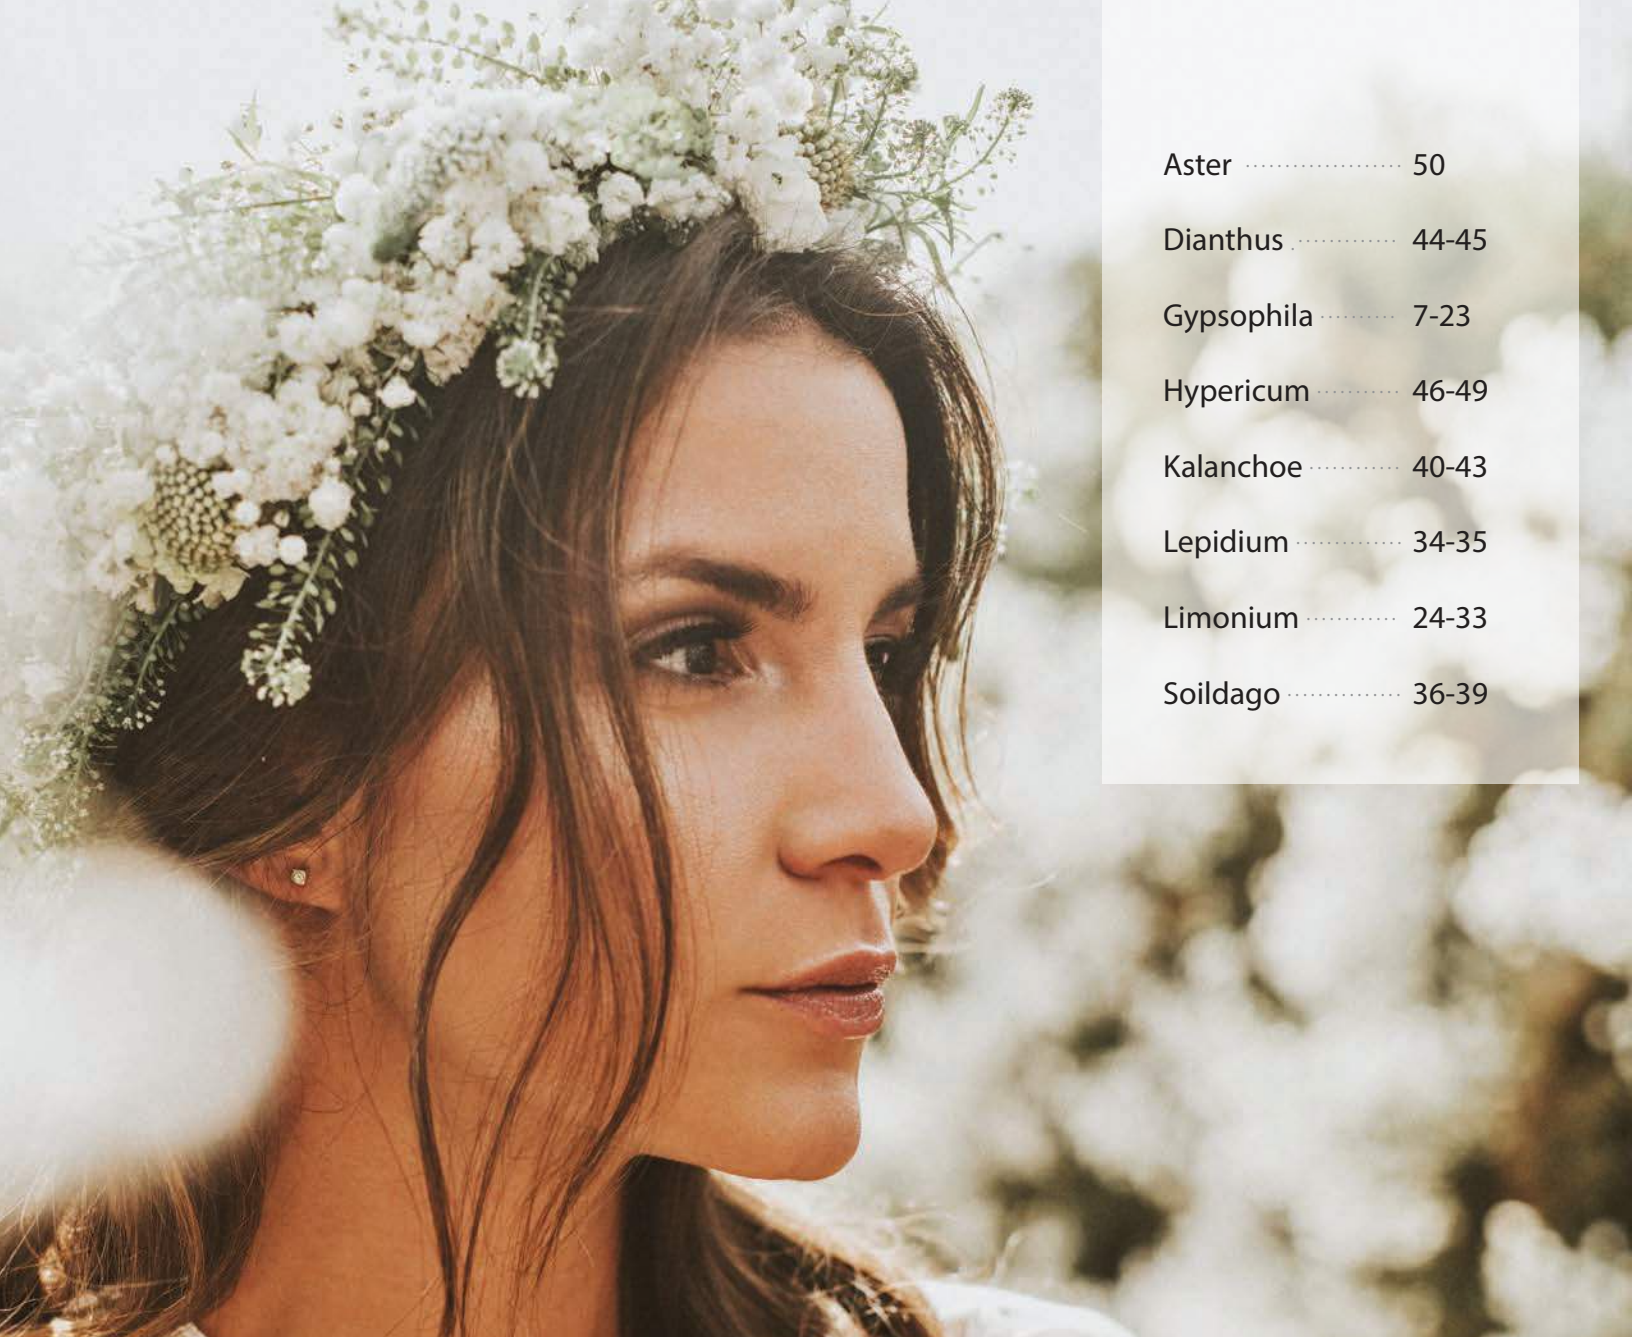 Aster 50
Dianthus 44-45
Gypsophila 7-23
Hypericum 46-49
Kalanchoe 40-43
Lepidium 34-35
Limonium 24-33
Soildago 36-39